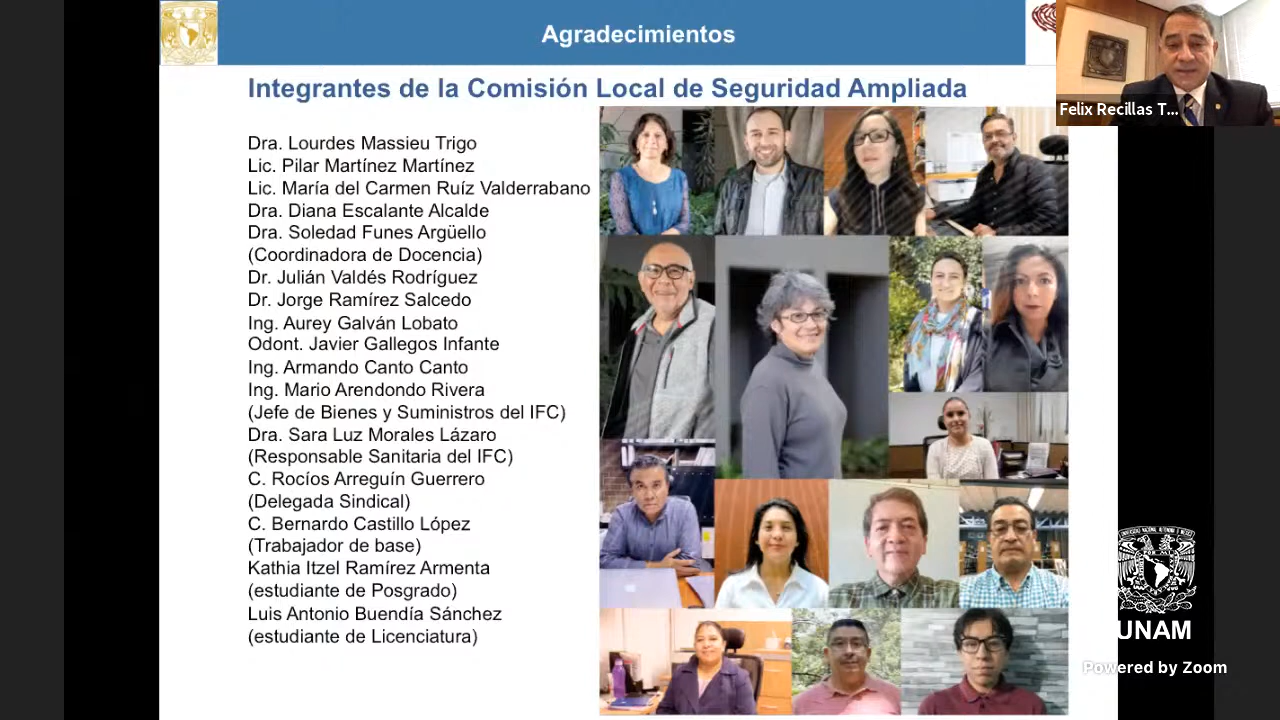 Agradecimientos
Integrantes de la Comisión Local de Seguridad Ampliada
Dra. Lourdes Massieu Trigo
Lic. Pilar Martínez Martínez
Lic. María del Carmen Ruíz Valderrabano
Dra. Diana Escalante Alcalde
Dra. Soledad Funes Argüello
(Coordinadora de Docencia)
Dr. Julián Valdés Rodríguez
Dr. Jorge Ramírez Salcedo
Ing. Aurey Galván Lobato
Odont. Javier Gallegos Infante
Ing. Armando Canto Canto
Ing. Mario Arendondo Rivera
(Jefe de Bienes y Suministros del IFC)
Dra. Sara Luz Morales Lázaro
(Responsable Sanitaria del IFC)
C. Rocíos Arreguín Guerrero
(Delegada Sindical)
C. Bernardo Castillo López
(Trabajador de base)
Kathia Itzel Ramírez Armenta
(estudiante de Posgrado)
Luis Antonio Buendía Sánchez
(estudiante de Licenciatura)
Felix Recillas T...
UNAM
Powered by Zoom